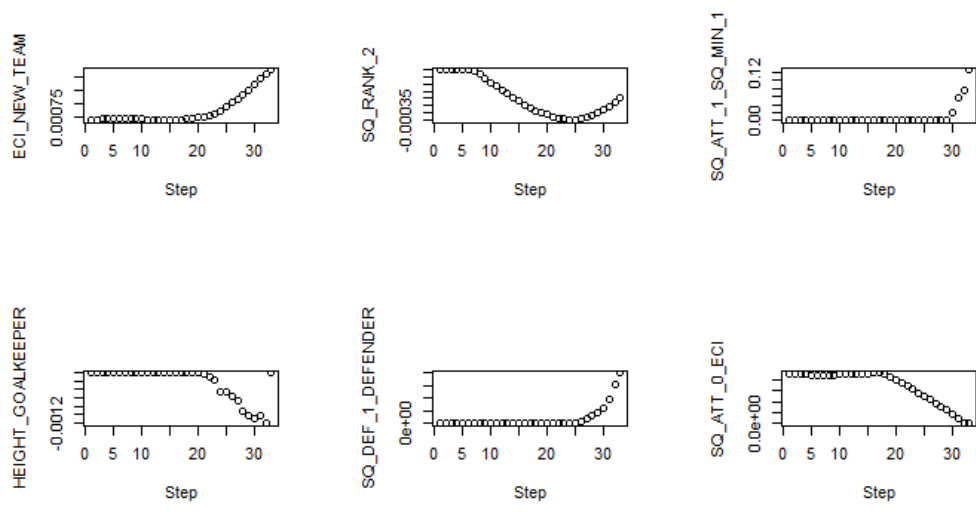 ECI_NEW_TEAM
0.00075
0 5 10 20 30
Step
SQ_RANK_2
-0.00035
0 5 10 20 30
Step
SQ_ATT_1_SQ_MIN_1
0.00 0.12
0 5 10 20 30
Step
HEIGHT_GOALKEEPER
-0.0012
0 5 10 20 30
Step
SQ_DEF_1_DEFENDER
0e+00
0 5 10 20 30
Step
SQ_ATT_0_ECI
0.0e+00
0 5 10 20 30
Step